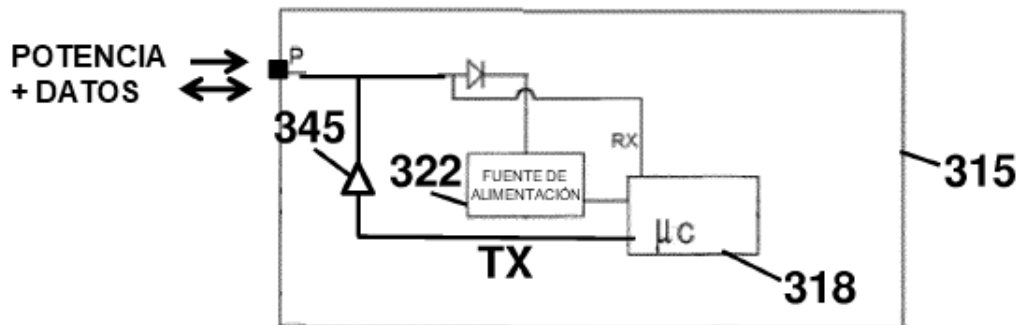 POTENCIA
+ DATOS
P
345
322
FUENTE DE
ALIMENTACIÓN
RX
315
μC
TX
318